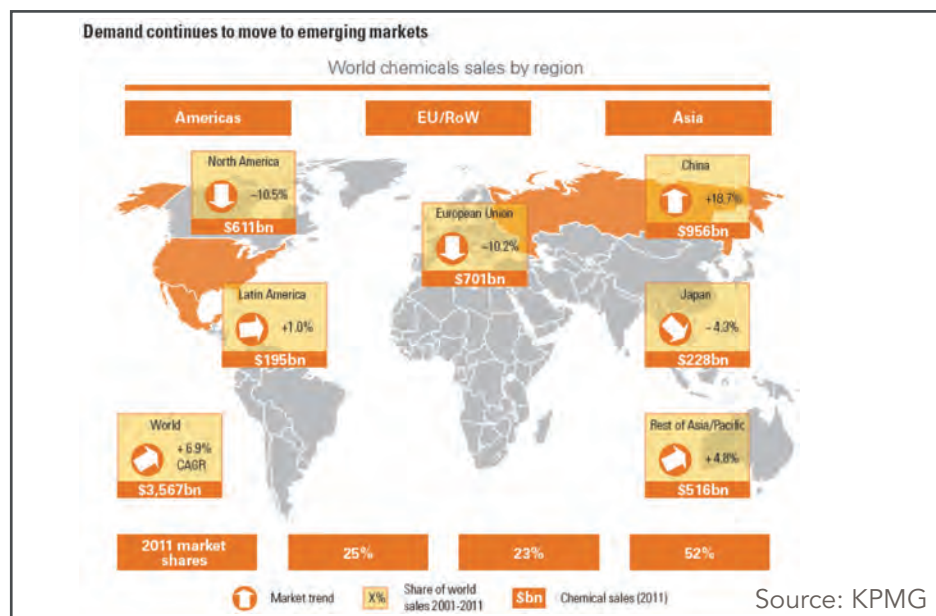 Demand continues to move to emerging markets
World chemicals sales by region
Americas
EU/RoW
Asia
North America
–10.5%
$611bn
China
+18.7%
$956bn
European Union
–10.2%
$701bn
Latin America
+1.0%
$195bn
Japan
– 4.3%
$228bn
World
+ 6.9%
CAGR
$3,567bn
Rest of Asia/Pacific
+4.8%
$516bn
2011 market
shares
25%
23%
52%
Market trend
X%
Share of world
sales 2001-2011
$bn
Chemical sales (2011)
Source: KPMG